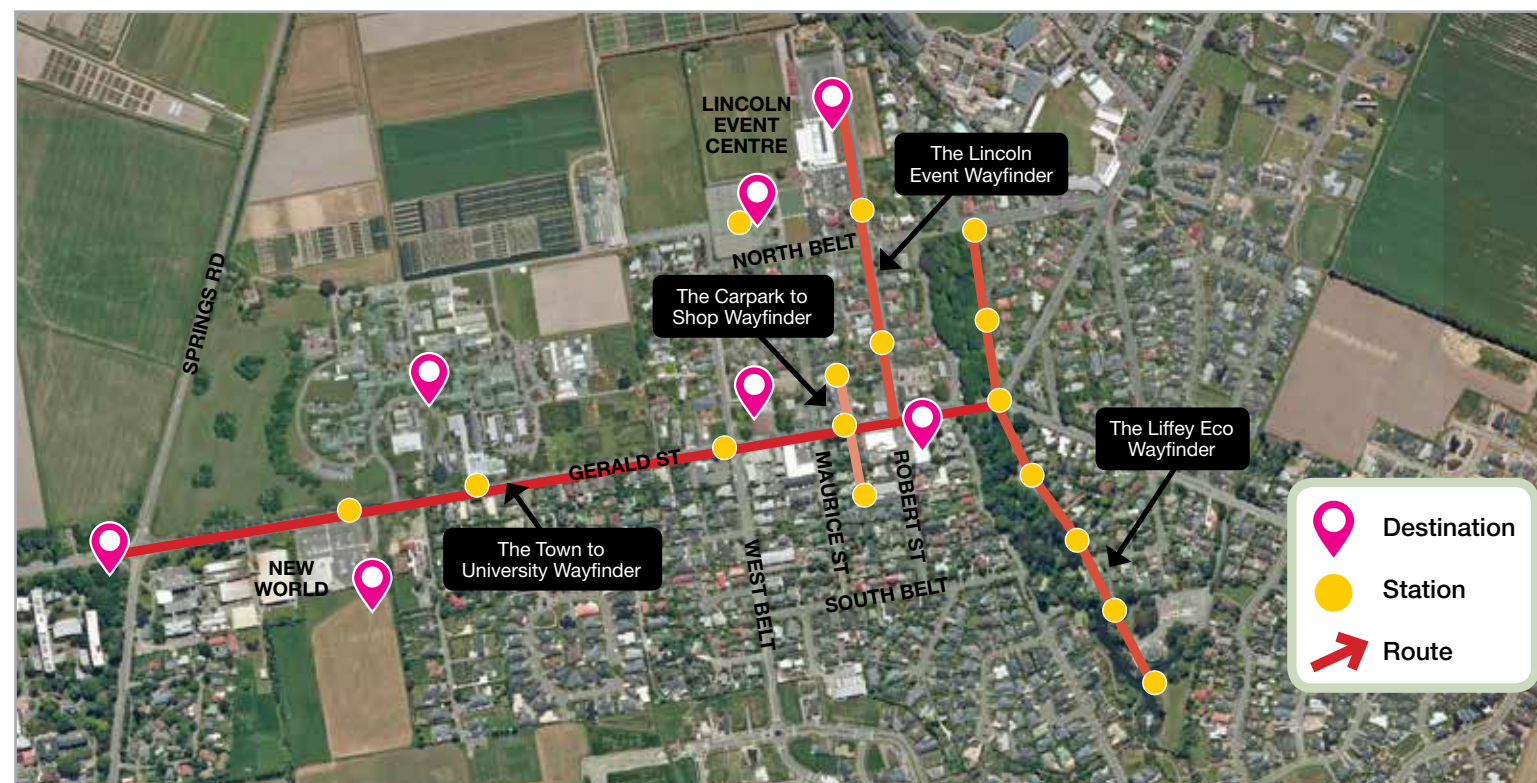 LINCOLN
EVENT
CENTRE
The Lincoln
Event Wayfinder
NORTH BELT
SPRINGS RD
The Carpark to
Shop Wayfinder
The Liffey Eco
Wayfinder
GERALD ST
MAURICE ST
ROBERT ST
The Town to
University Wayfinder
NEW
WORLD
WEST BELT
SOUTH BELT
Destination
Station
Route